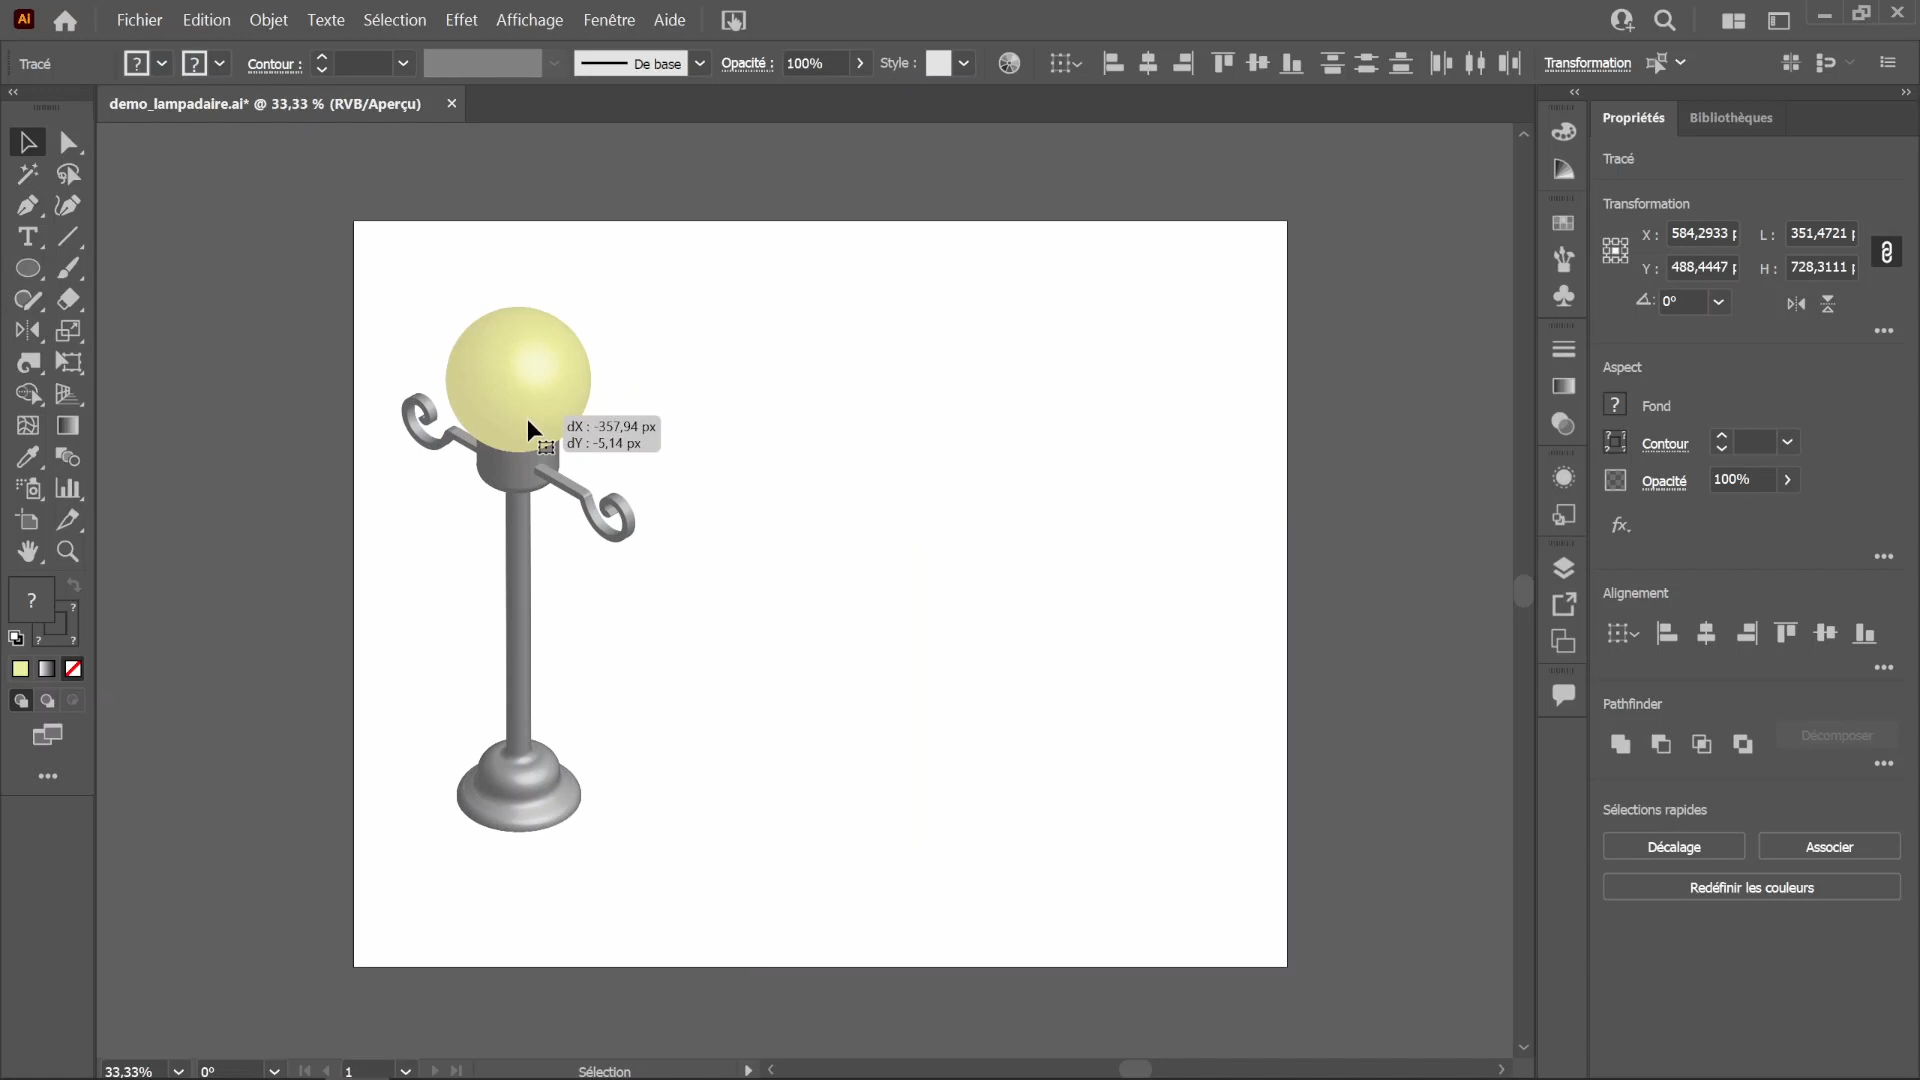 Ai
Fichier Edition Objet Texte Sélection Effet Affichage Fenêtre Aide
Tracé ? ? Contour : De base Opacité : 100% Style : Transformation
demo_lampadaire.ai* @ 33,33 % (RVB/Aperçu)
Propriétés Bibliothèques
Tracé
Transformation
X : 584,2933 L : 351,4721
Y : 488,4447 H : 728,3111
0°
Aspect
? Fond
Contour
Opacité 100%
fx.
Alignement
Pathfinder
Décomposer
Sélections rapides
Décalage Associer
Redéfinir les couleurs
dX : -357,94 px
dY : -5,14 px
T
?
?
? ?
33,33% 0° 1 Sélection